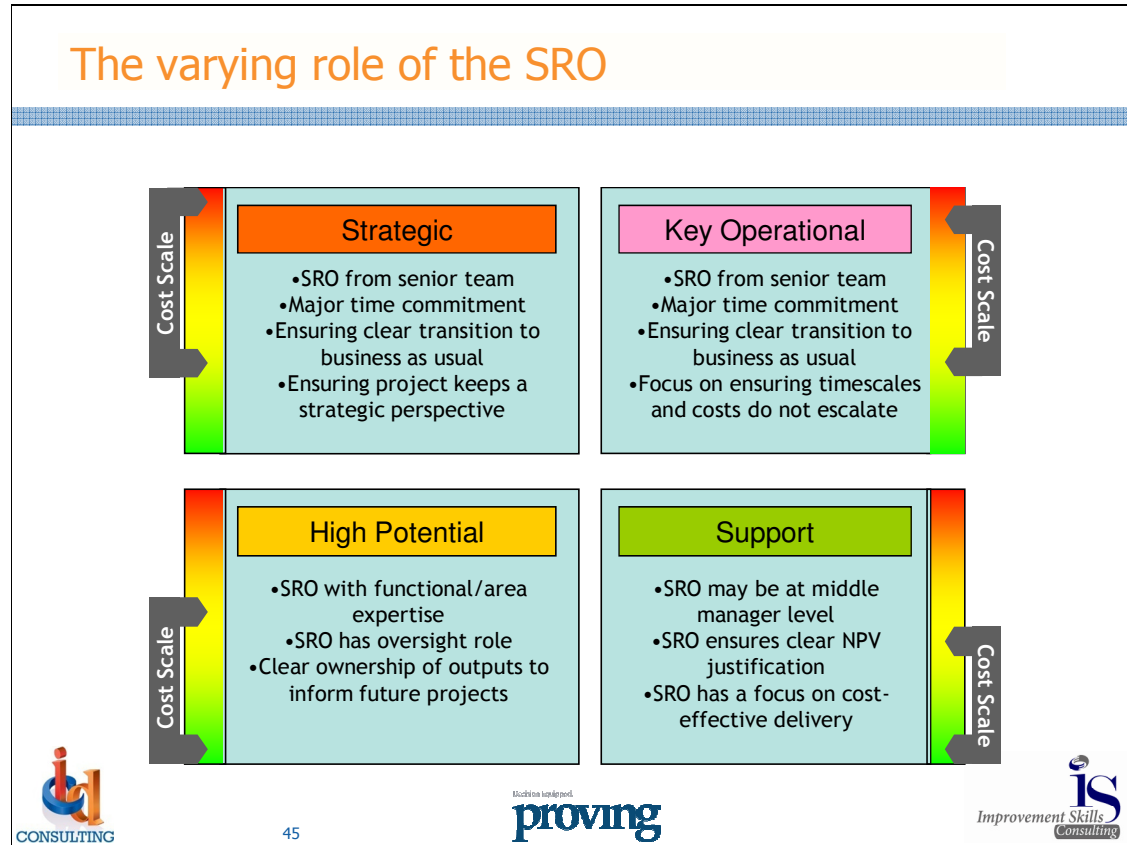 The varying role of the SRO
Cost Scale
Strategic
•SRO from senior team
•Major time commitment
•Ensuring clear transition to
business as usual
•Ensuring project keeps a
strategic perspective
Key Operational
•SRO from senior team
•Major time commitment
•Ensuring clear transition to
business as usual
•Focus on ensuring timescales
and costs do not escalate
Cost Scale
Cost Scale
High Potential
•SRO with functional/area
expertise
•SRO has oversight role
•Clear ownership of outputs to
inform future projects
Support
•SRO may be at middle
manager level
•SRO ensures clear NPV
justification
•SRO has a focus on cost-
effective delivery
Cost Scale
CONSULTING
45
proving
is
Improvement Skills
Consulting